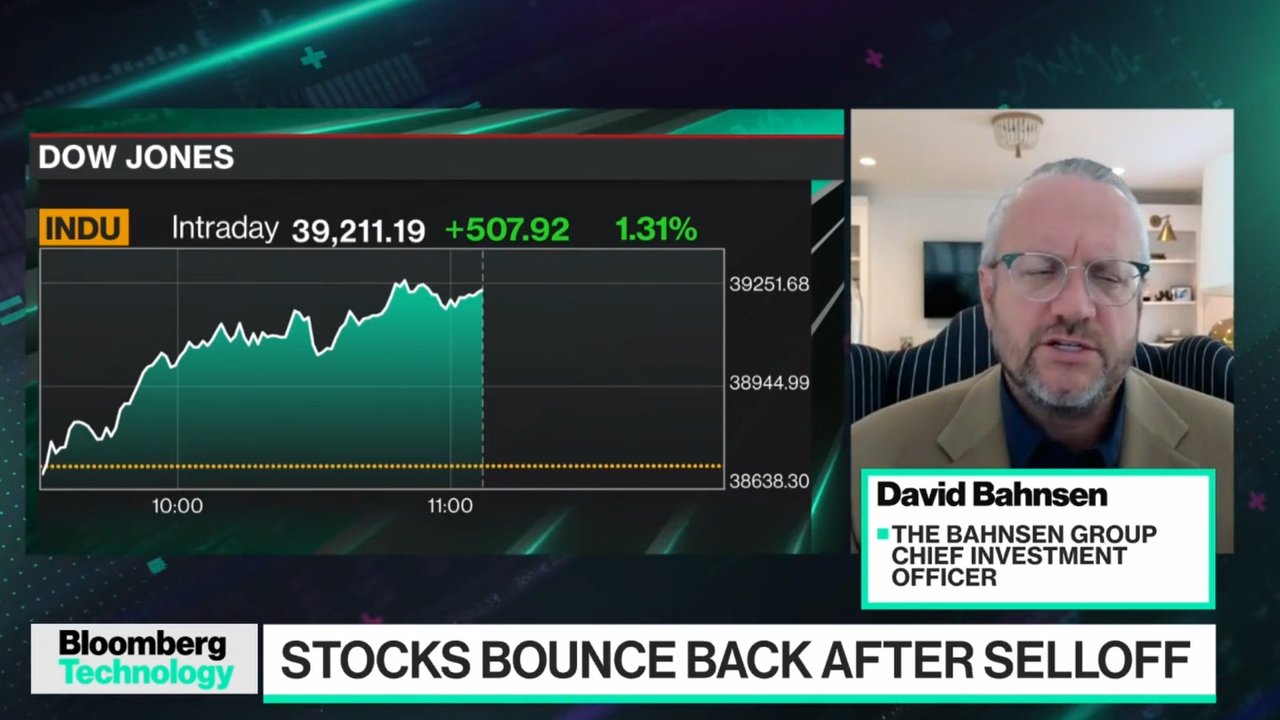 DOW JONES
INDU Intraday 39,211.19 +507.92 1.31%
39251.68
38944.99
38638.30
10:00 11:00
David Bahnsen
THE BAHNSEN GROUP
CHIEF INVESTMENT
OFFICER
Bloomberg
Technology
STOCKS BOUNCE BACK AFTER SELLOFF